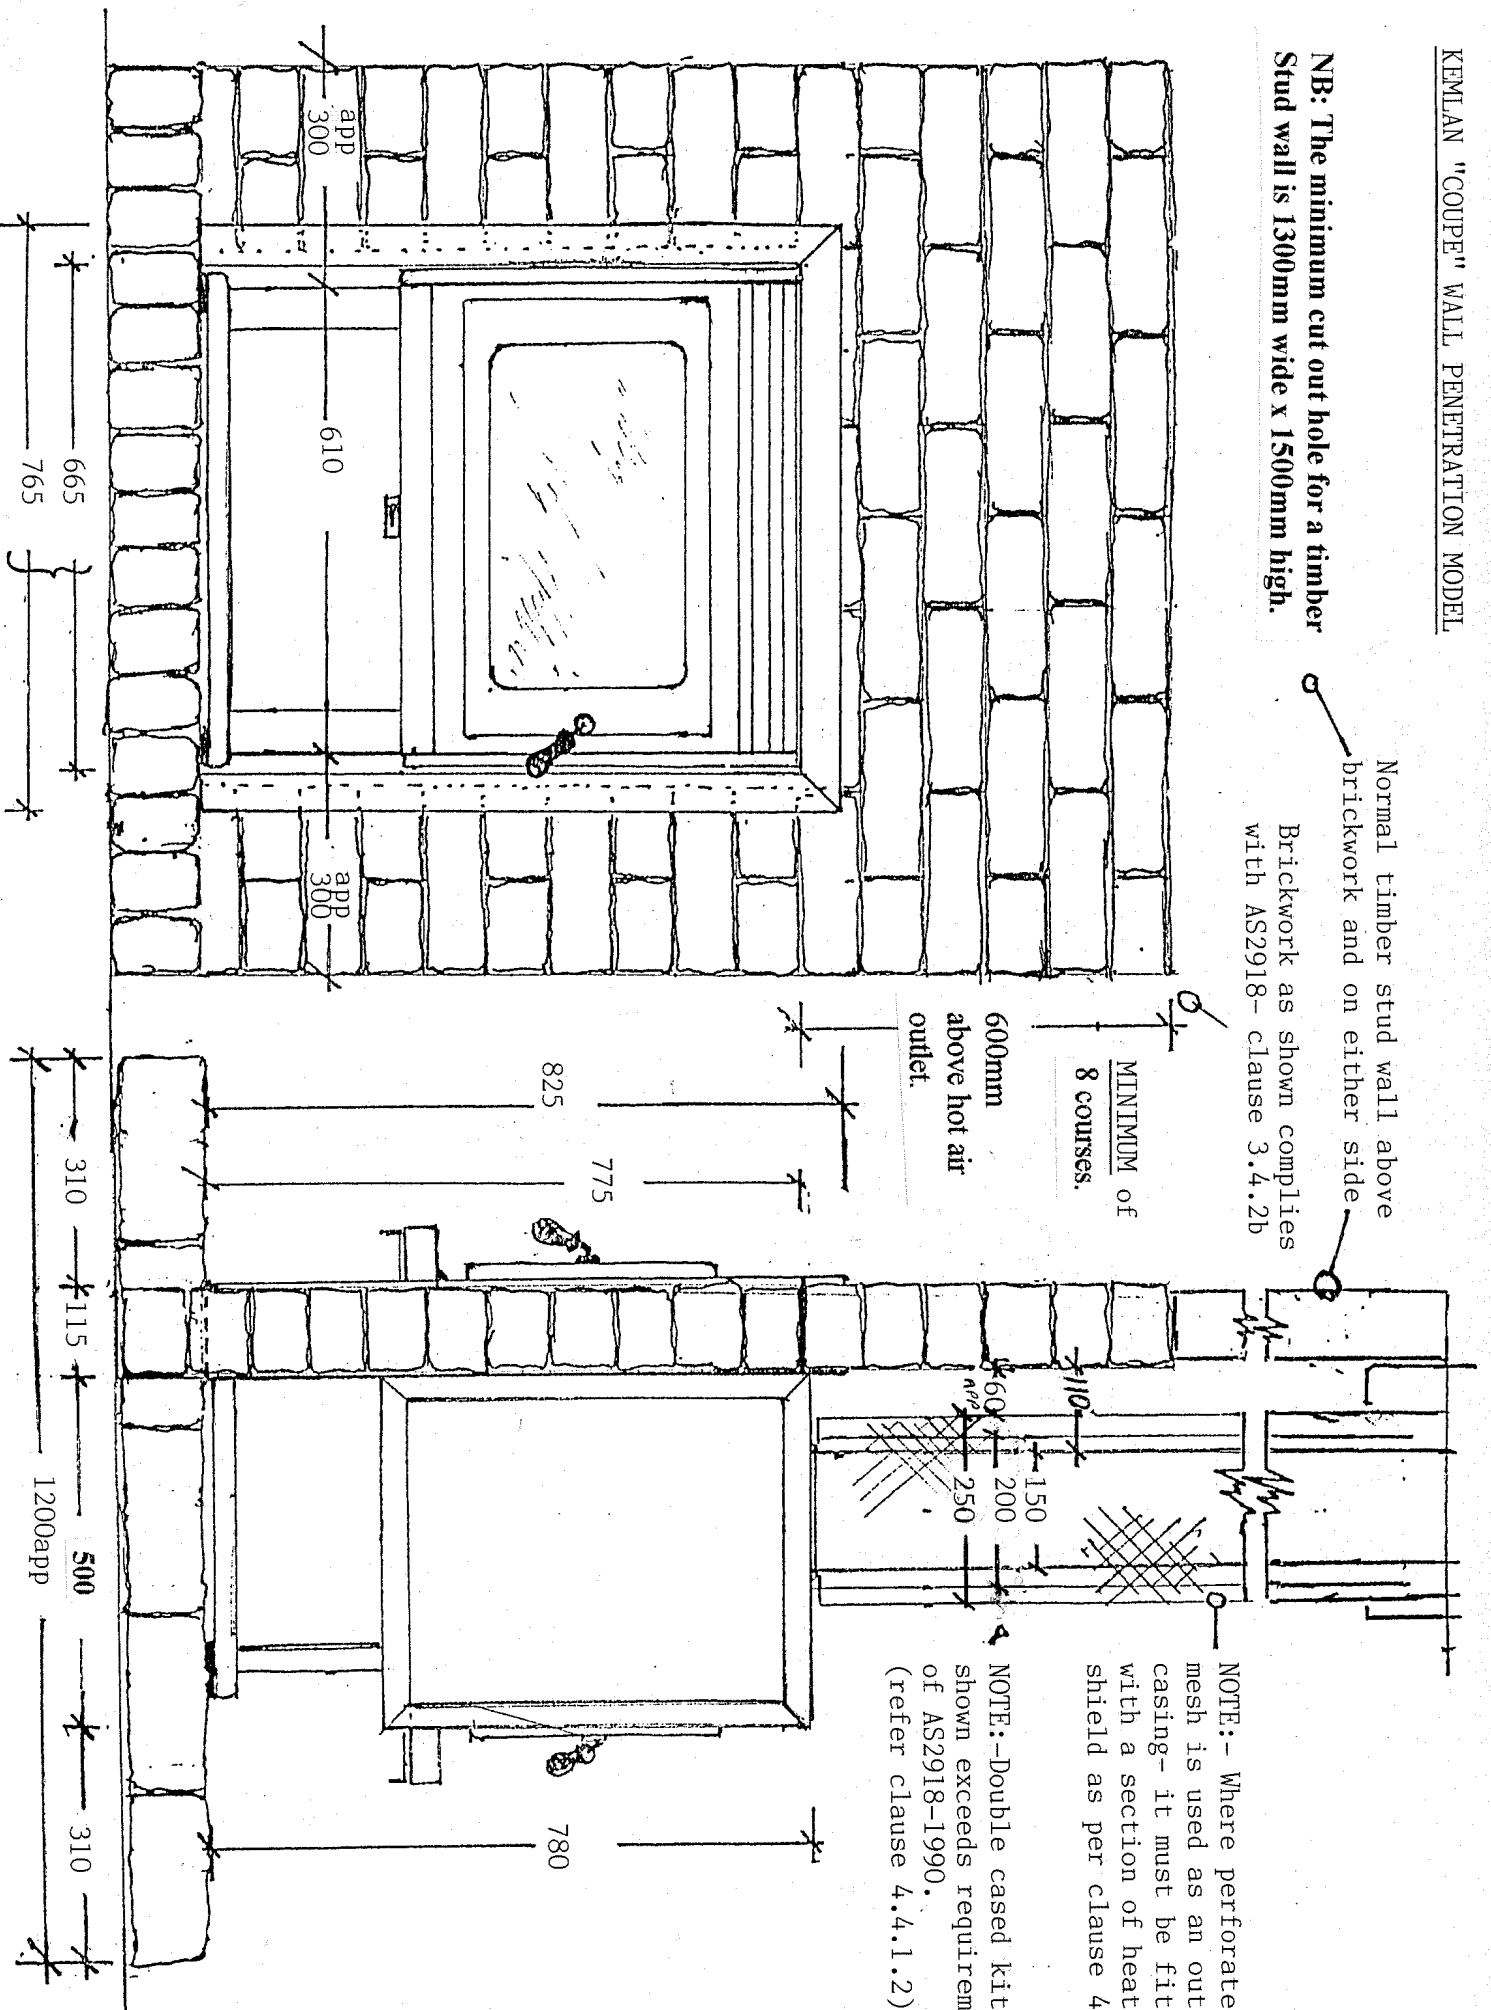 KEMLAN "COUPE" WALL PENETRATION MODEL
NB: The minimum cut out hole for a timber
Stud wall is 1300mm wide x 1500mm high.
Normal timber stud wall above
brickwork and on either side
Brickwork as shown complies
with AS2918- clause 3.4.2b
MINIMUM of
8 courses.
600mm
above hot air
outlet.
NOTE:- Where perforate
mesh is used as an out
casing- it must be fit
with a section of heat
shield as per clause 4
NOTE:-Double cased kit
shown exceeds requirem
of AS2918-1990.
(refer clause 4.4.1.2)
110
150
200
250
60
APP
app
300
610
app
300
665
765
825
775
780
310
115
500
310
1200app